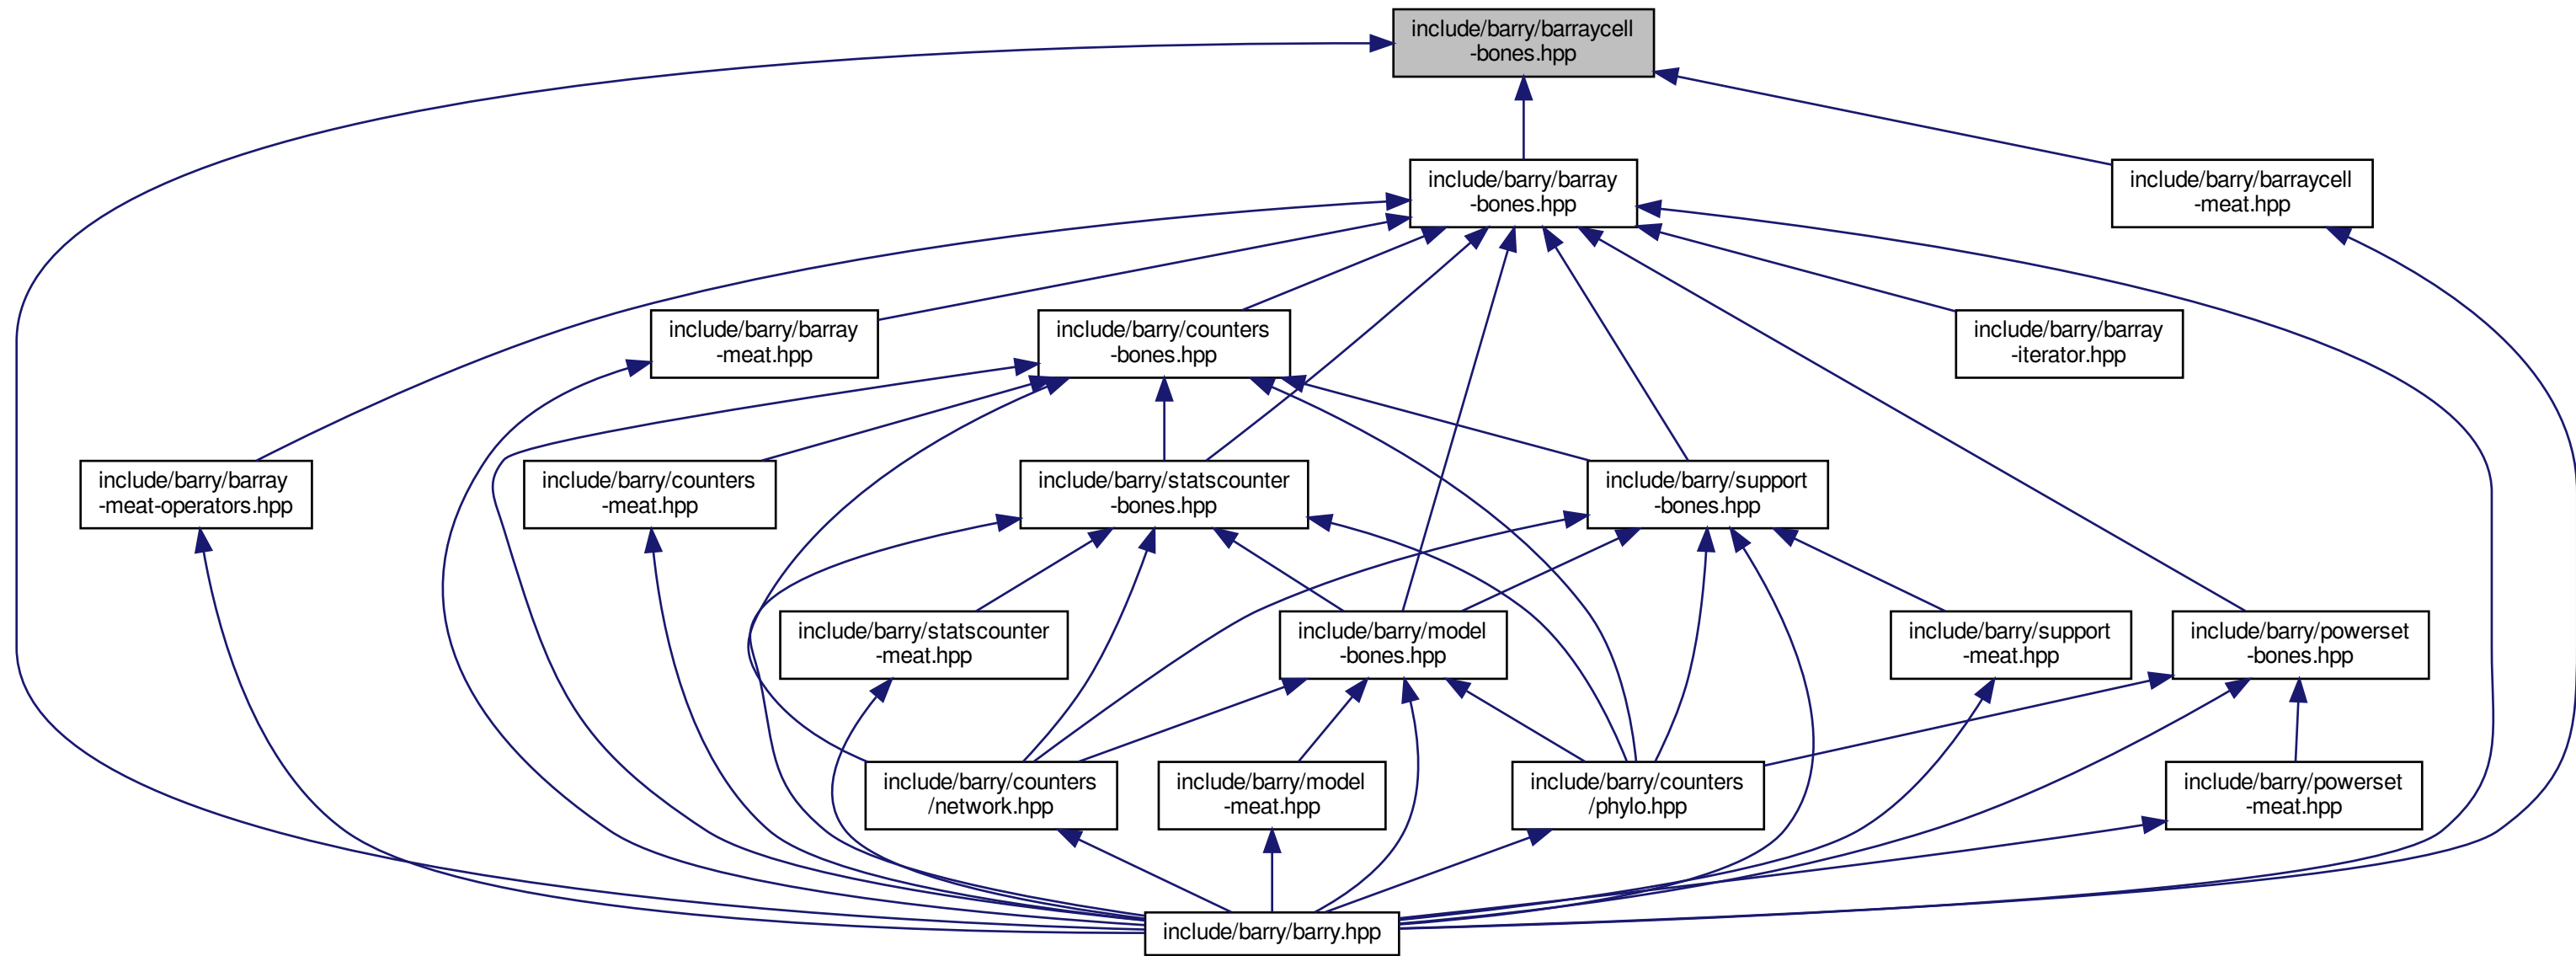 include/barry/barraycell
-bones.hpp
include/barry/barray
-bones.hpp
include/barry/barraycell
-meat.hpp
include/barry/barray
-meat.hpp
include/barry/counters
-bones.hpp
include/barry/barray
-iterator.hpp
include/barry/barray
-meat-operators.hpp
include/barry/counters
-meat.hpp
include/barry/statscounter
-bones.hpp
include/barry/support
-bones.hpp
include/barry/statscounter
-meat.hpp
include/barry/model
-bones.hpp
include/barry/support
-meat.hpp
include/barry/powerset
-bones.hpp
include/barry/counters
/network.hpp
include/barry/model
-meat.hpp
include/barry/counters
/phylo.hpp
include/barry/powerset
-meat.hpp
include/barry/barry.hpp